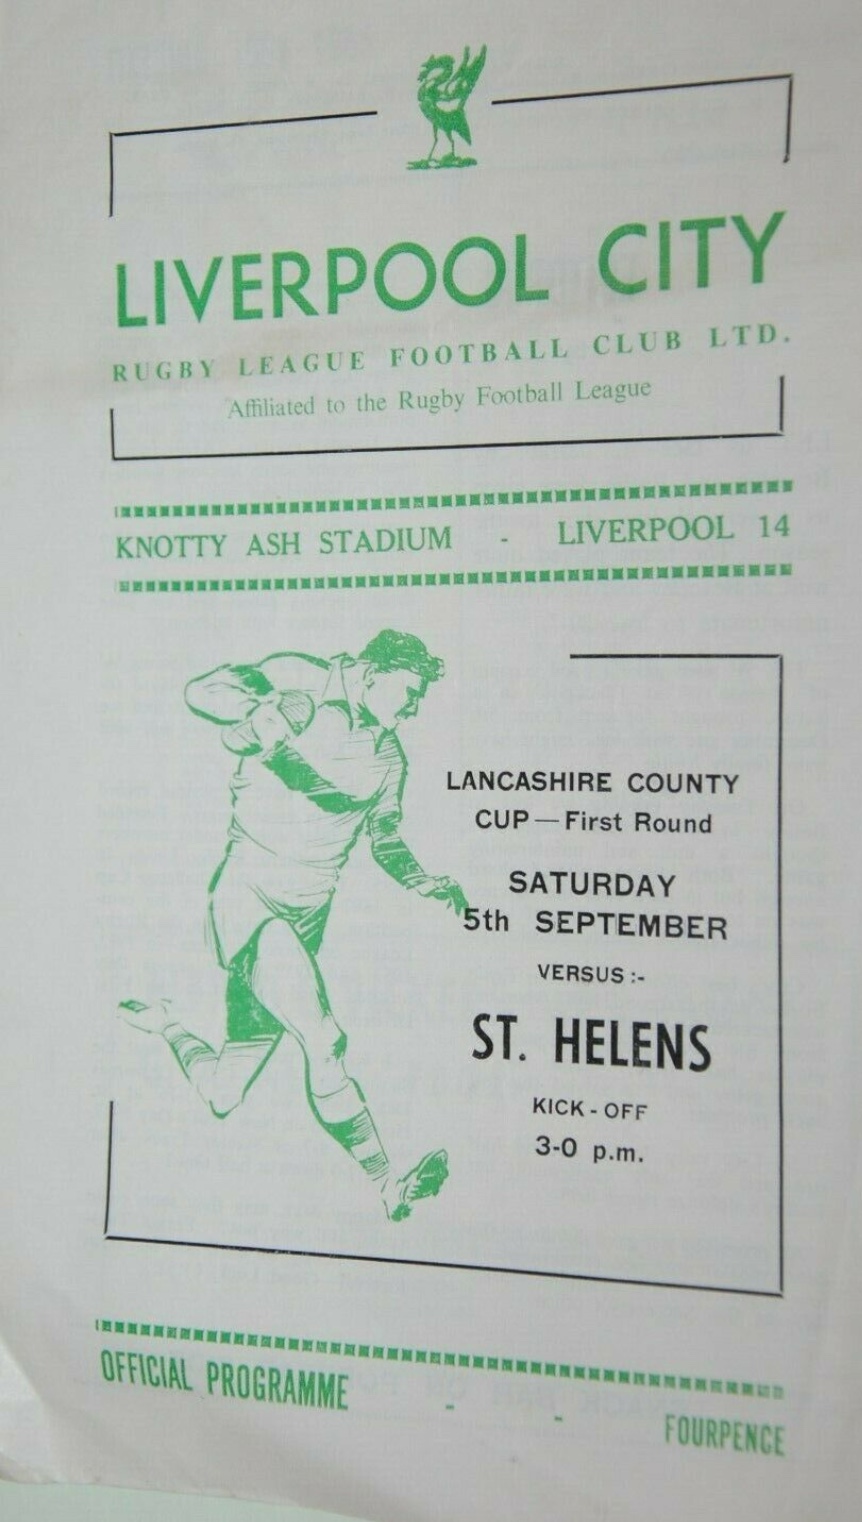 LIVERPOOL CITY
RUGBY LEAGUE FOOTBALL CLUB LTD.
Affiliated to the Rugby Football League
KNOTTY ASH STADIUM - LIVERPOOL 14
LANCASHIRE COUNTY
CUP — First Round
SATURDAY
5th SEPTEMBER
VERSUS :-
ST. HELENS
KICK - OFF
3-0 p.m.
OFFICIAL PROGRAMME - - FOURPENCE